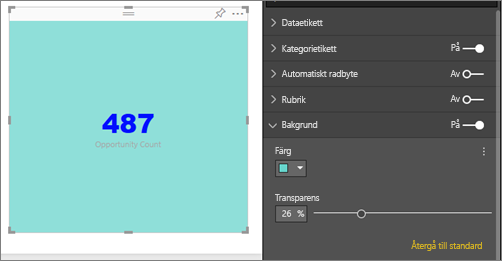 487
Opportunity Count
Dataetikett
Kategorietikett På
Automatiskt radbyte Av
Rubrik Av
Bakgrund På
Färg
Transparens
26 %
Återgå till standard